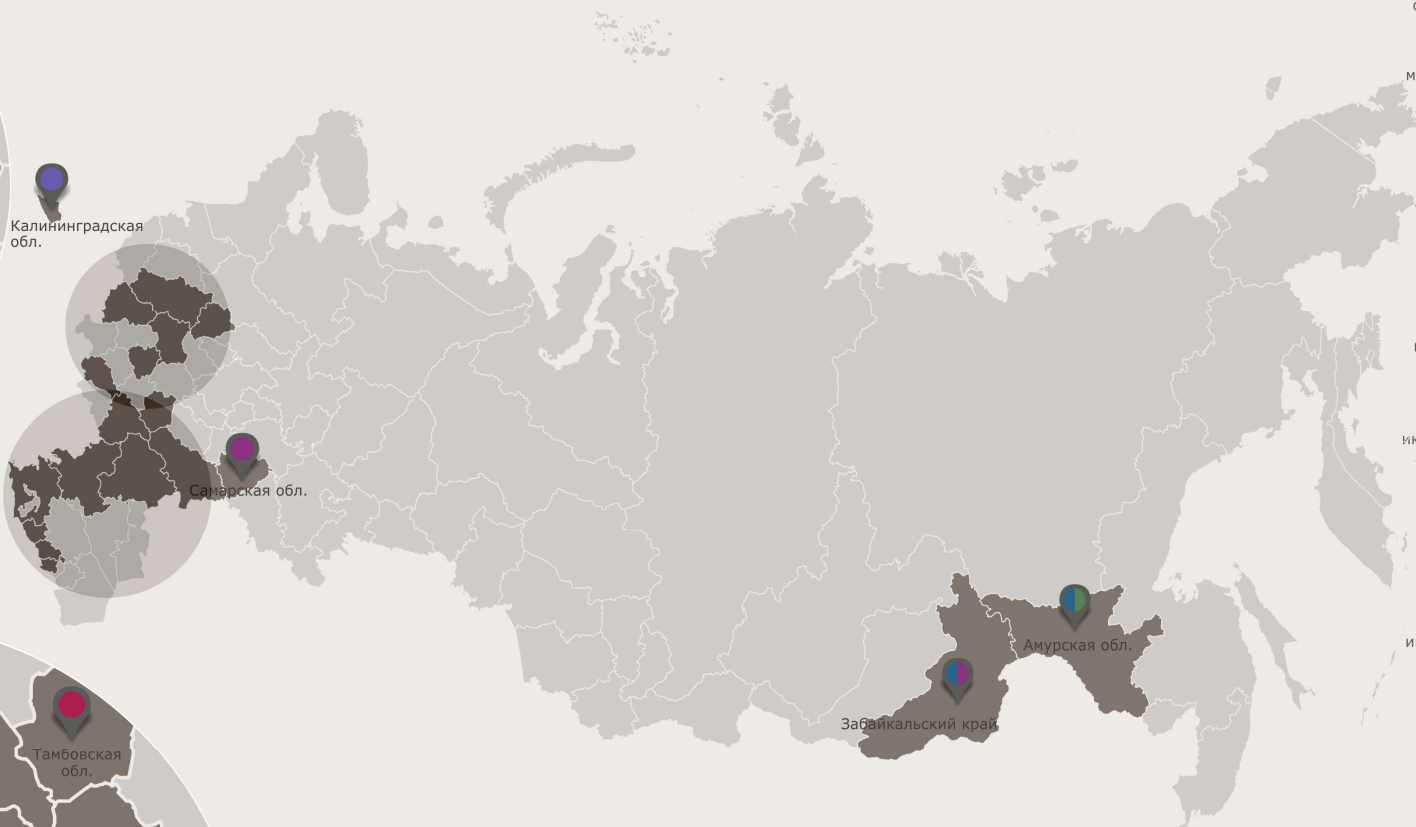 Калининградская
обл.
Самарская обл.
Амурская обл.
Забайкальский край
Тамбовская
обл.